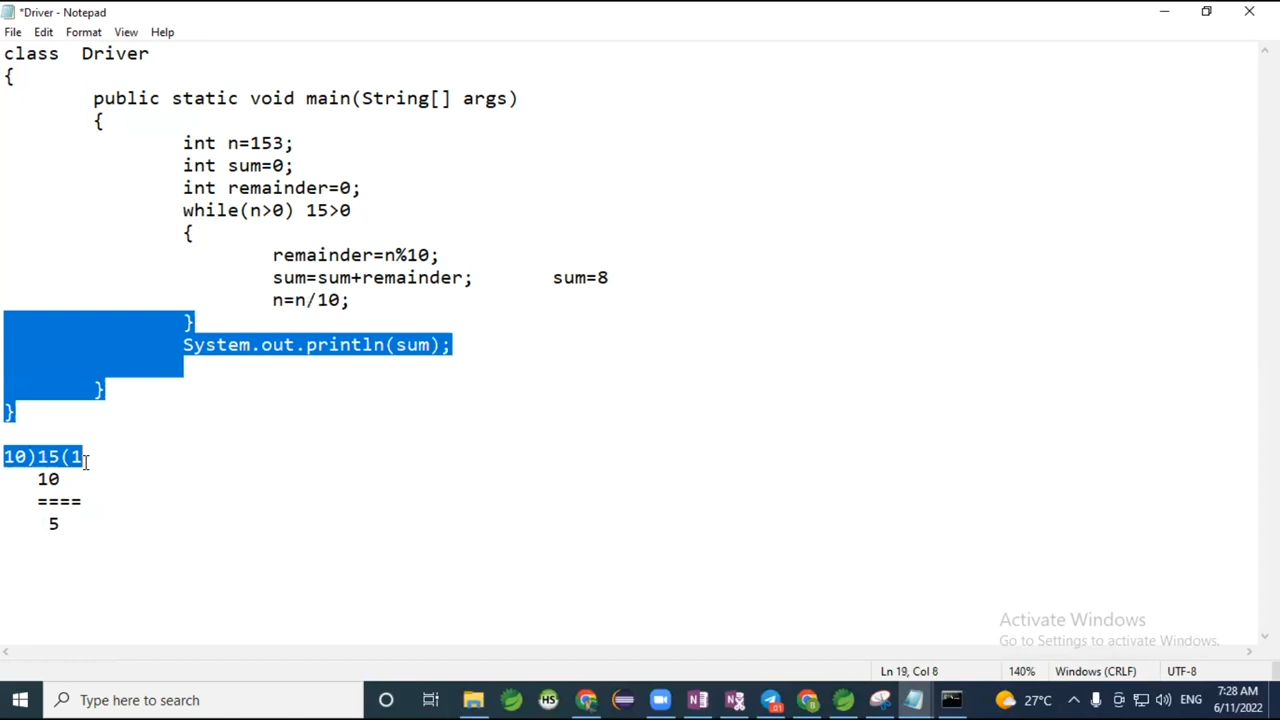 *Driver - Notepad
File Edit Format View Help
class  Driver
{
        public static void main(String[] args)
        {
                int n=153;
                int sum=0;
                int remainder=0;
                while(n>0) 15>0
                {
                        remainder=n%10;
                        sum=sum+remainder;       sum=8
                        n=n/10;
                }
                System.out.println(sum);
        }
}
10)15(1
   10
   ====
    5
Activate Windows
Go to Settings to activate Windows.
Ln 19, Col 8 140% Windows (CRLF) UTF-8
Type here to search HS 01 27°C ENG 7:28 AM
6/11/2022